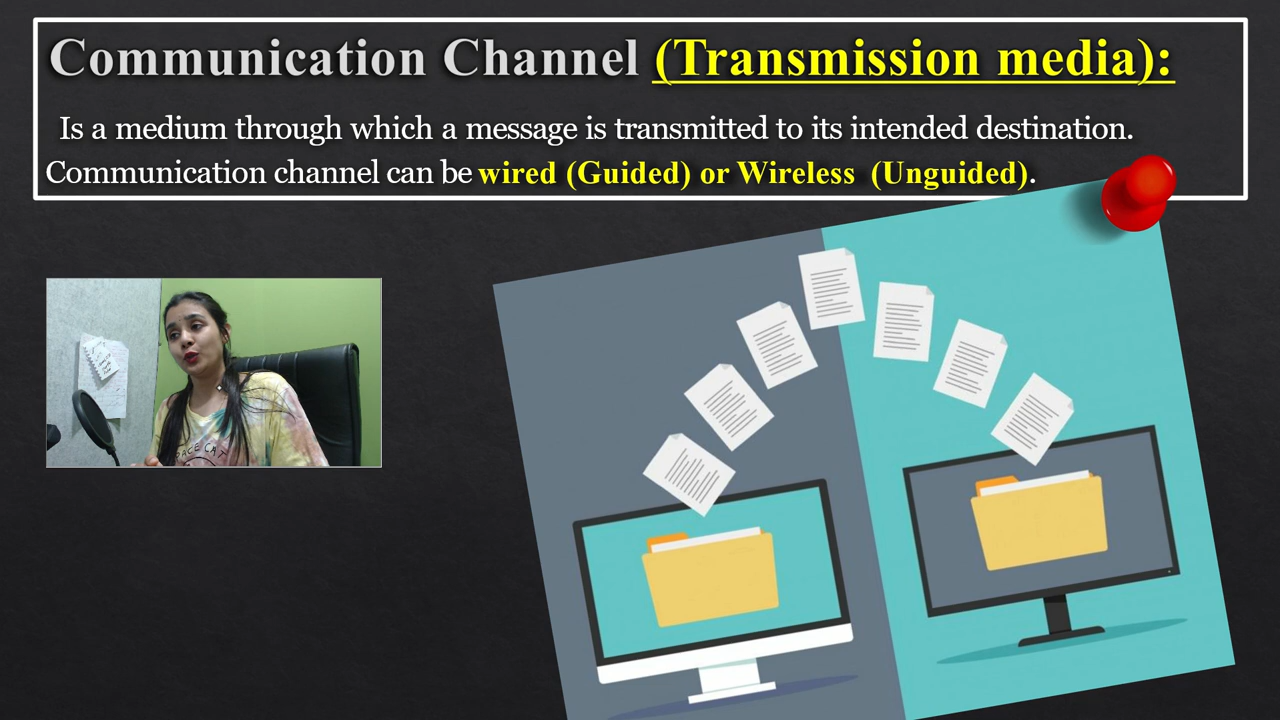 Communication Channel (Transmission media):
Is a medium through which a message is transmitted to its intended destination.
Communication channel can be wired (Guided) or Wireless (Unguided).